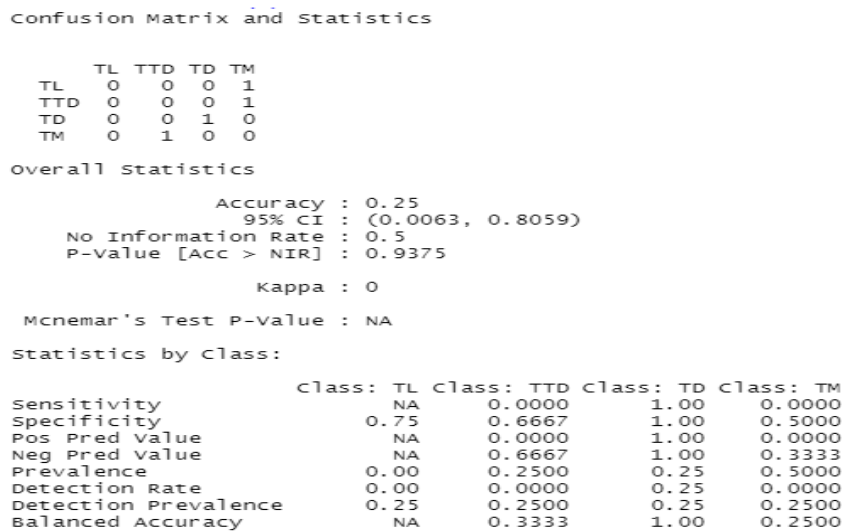 Confusion Matrix and Statistics
TL TTD TD TM
TL 0 0 0 1
TTD 0 0 0 1
TD 0 0 1 0
TM 0 1 0 0
Overall Statistics
Accuracy : 0.25
95% CI : (0.0063, 0.8059)
No Information Rate : 0.5
P-Value [Acc > NIR] : 0.9375
Kappa : 0
Mcnemar's Test P-Value : NA
Statistics by Class:
Class: TL Class: TTD Class: TD Class: TM
Sensitivity NA 0.0000 1.00 0.0000
Specificity 0.75 0.6667 1.00 0.5000
Pos Pred Value NA 0.0000 1.00 0.0000
Neg Pred Value NA 0.6667 1.00 0.3333
Prevalence 0.00 0.2500 0.25 0.5000
Detection Rate 0.00 0.0000 0.25 0.0000
Detection Prevalence 0.25 0.2500 0.25 0.2500
Balanced Accuracy NA 0.3333 1.00 0.2500